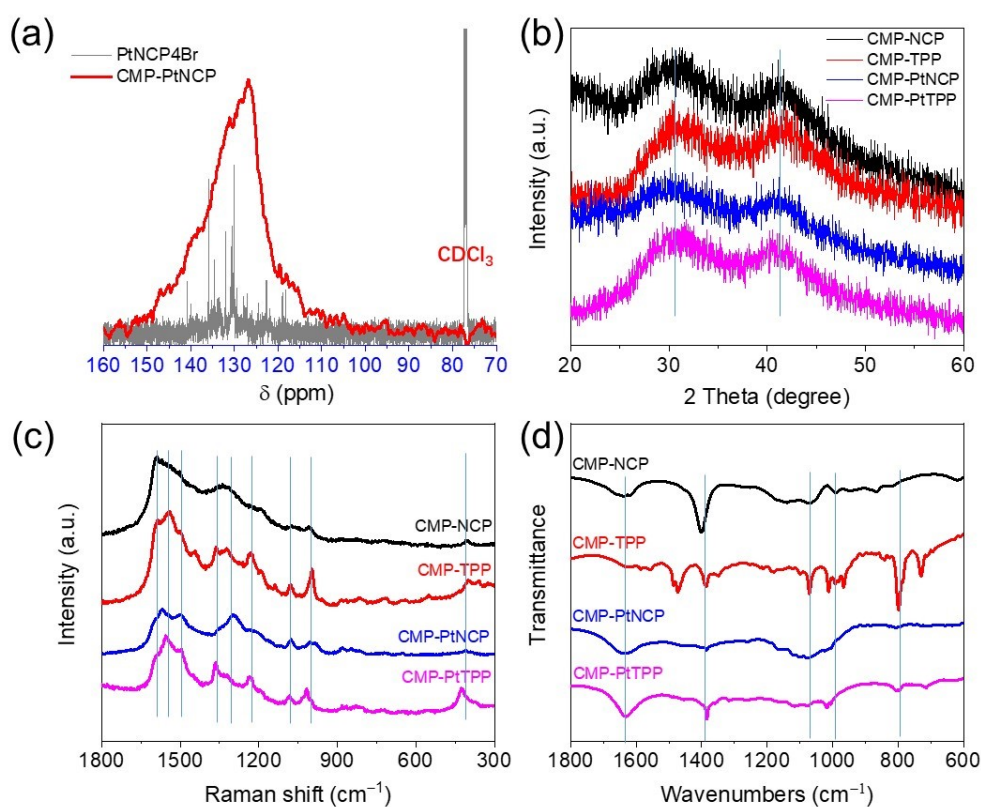 (a)
PtNCP4Br
CMP-PtNCP
CDCl₃
160 150 140 130 120 110 100 90 80 70
δ (ppm)
(b)
CMP-NCP
CMP-TPP
CMP-PtNCP
CMP-PtTPP
Intensity (a.u.)
20 30 40 50 60
2 Theta (degree)
(c)
CMP-NCP
CMP-TPP
CMP-PtNCP
CMP-PtTPP
Intensity (a.u.)
1800 1500 1200 900 600 300
Raman shift (cm⁻¹)
(d)
CMP-NCP
CMP-TPP
CMP-PtNCP
CMP-PtTPP
Transmittance
1800 1600 1400 1200 1000 800 600
Wavenumbers (cm⁻¹)